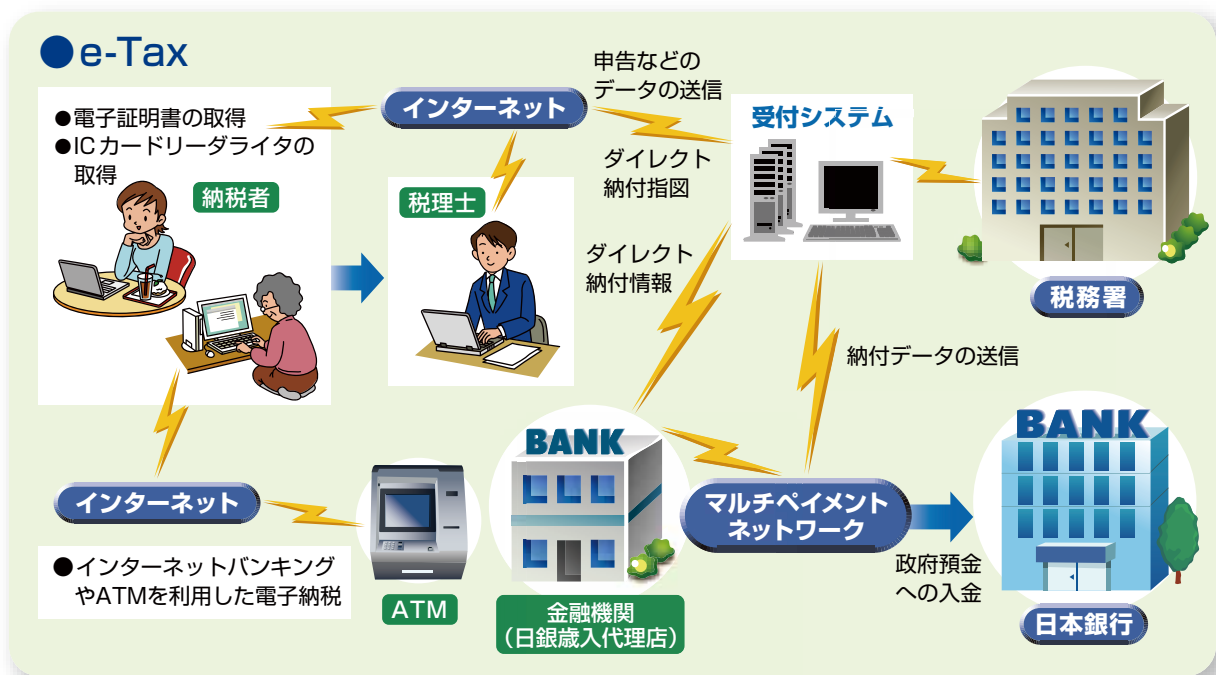 ●e-Tax
●電子証明書の取得
●ICカードリーダライタの
取得
納税者
インターネット
申告などの
データの送信
受付システム
ダイレクト
納付指図
税理士
ダイレクト
納付情報
税務署
納付データの送信
インターネット
●インターネットバンキング
やATMを利用した電子納税
ATM
BANK
金融機関
（日銀歳入代理店）
マルチペイメント
ネットワーク
政府預金
への入金
BANK
日本銀行